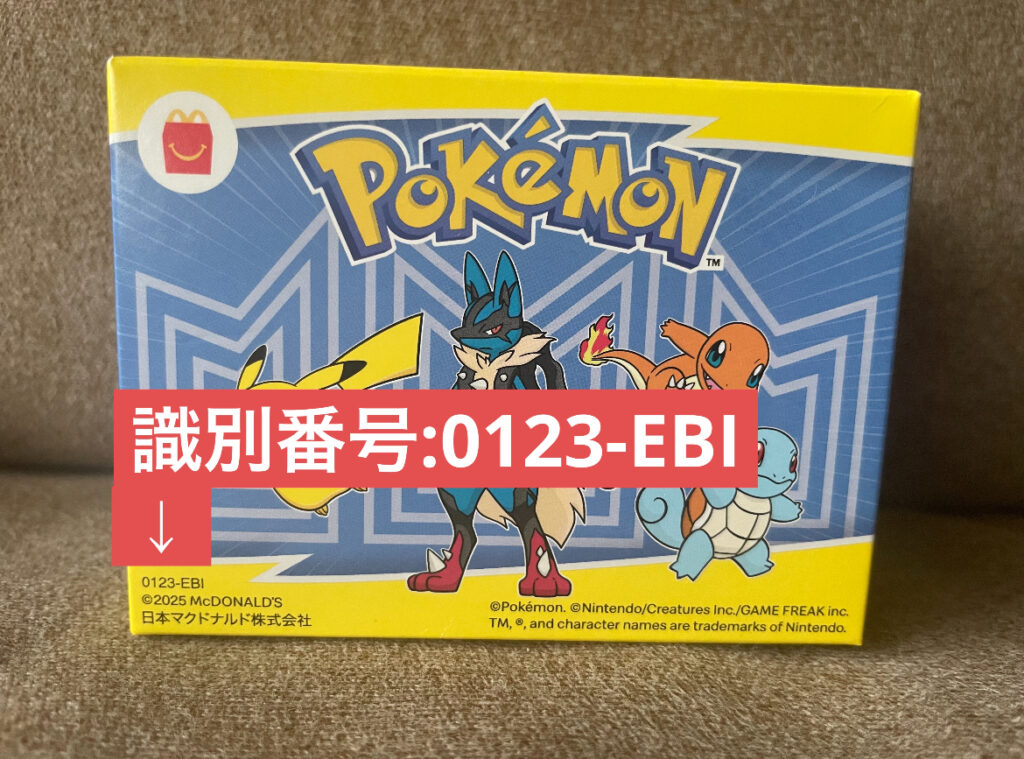 POKéMON
TM
識別番号:0123-EBI
↓
0123-EBI
©2025 McDONALD'S
日本マクドナルド株式会社
©Pokémon. ©Nintendo/Creatures Inc./GAME FREAK inc.
TM, ®, and character names are trademarks of Nintendo.